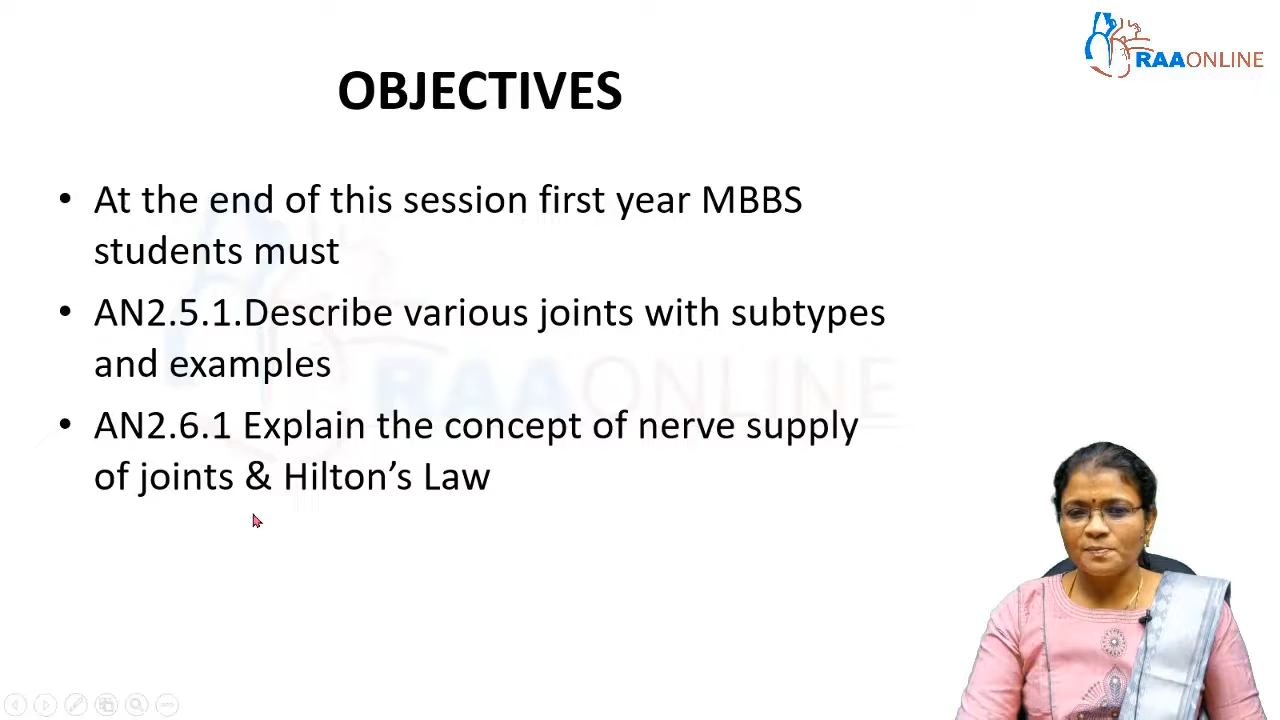 RAAONLINE
OBJECTIVES
• At the end of this session first year MBBS
students must
• AN2.5.1.Describe various joints with subtypes
and examples
• AN2.6.1 Explain the concept of nerve supply
of joints & Hilton’s Law
RAAONLINE